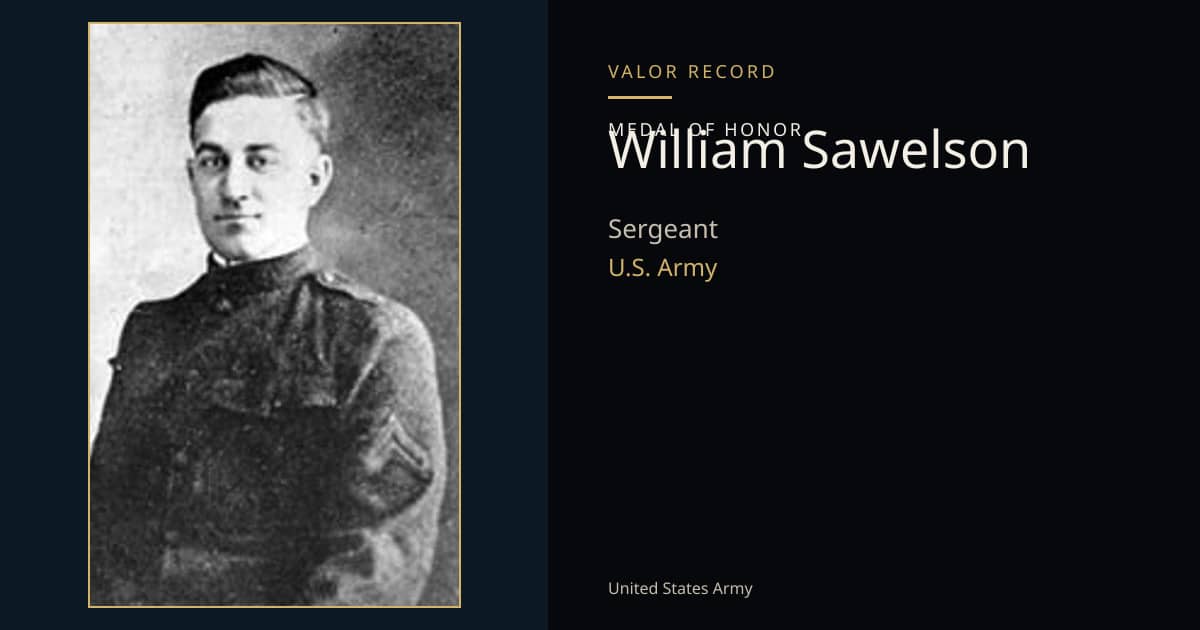 VALOR RECORD
MEDAL OF HONOR
William Sawelson
Sergeant
U.S. Army
United States Army